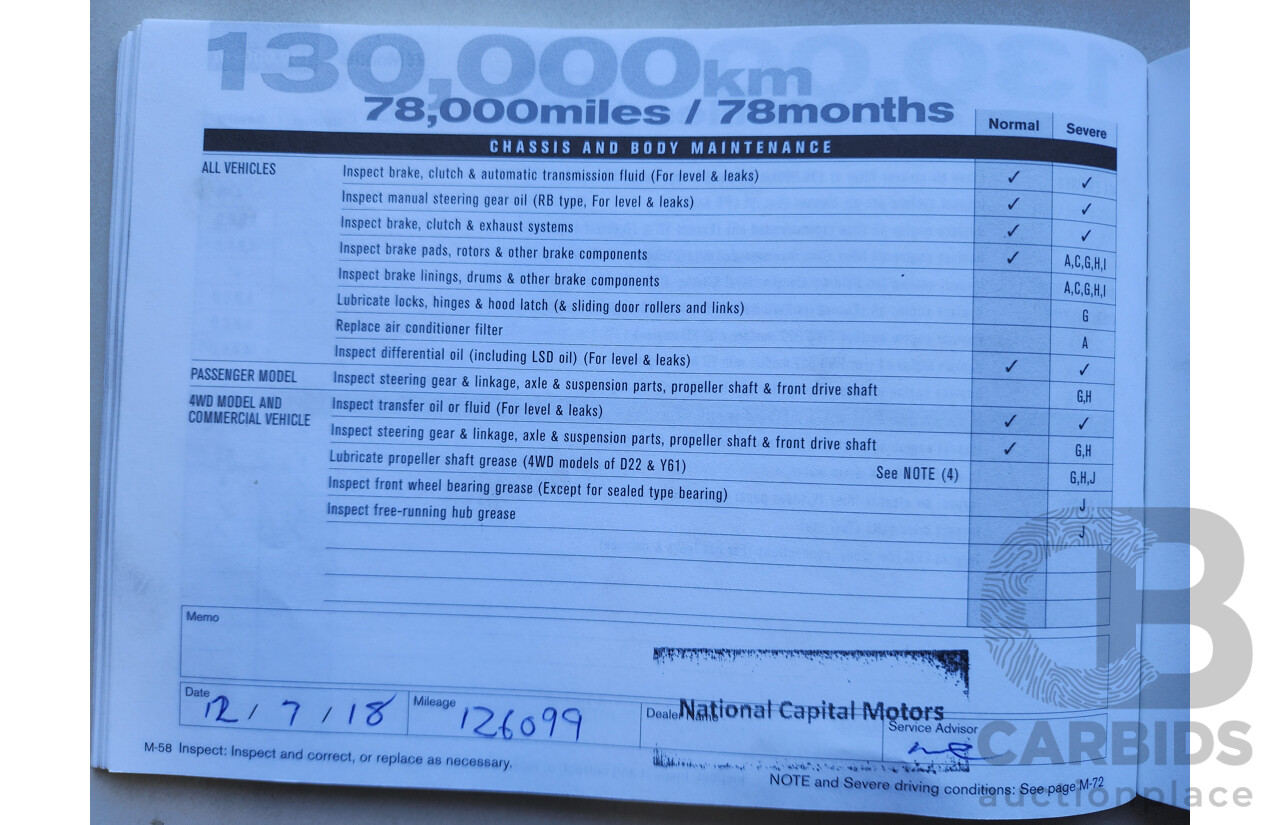 130,000km
78,000miles / 78months
Normal Severe
CHASSIS AND BODY MAINTENANCE
ALL VEHICLES Inspect brake, clutch & automatic transmission fluid (For level & leaks) ✓ ✓
Inspect manual steering gear oil (RB type, For level & leaks) ✓ ✓
Inspect brake, clutch & exhaust systems ✓ ✓
Inspect brake pads, rotors & other brake components ✓ A,C,G,H,I
Inspect brake linings, drums & other brake components A,C,G,H,I
Lubricate locks, hinges & hood latch (& sliding door rollers and links) G
Replace air conditioner filter A
Inspect differential oil (including LSD oil) (For level & leaks) ✓ ✓
PASSENGER MODEL Inspect steering gear & linkage, axle & suspension parts, propeller shaft & front drive shaft G,H
4WD MODEL AND Inspect transfer oil or fluid (For level & leaks) ✓ ✓
COMMERCIAL VEHICLE Inspect steering gear & linkage, axle & suspension parts, propeller shaft & front drive shaft ✓ G,H
Lubricate propeller shaft grease (4WD models of D22 & Y61) See NOTE (4) G,H,J
Inspect front wheel bearing grease (Except for sealed type bearing) J
Inspect free-running hub grease J
Memo
Date 12 / 7 / 18 Mileage 126099 Dealer Name National Capital Motors
Service Advisor
M-58 Inspect: Inspect and correct, or replace as necessary.
NOTE and Severe driving conditions: See page M-72
CB
CARBIDS
auctionplace